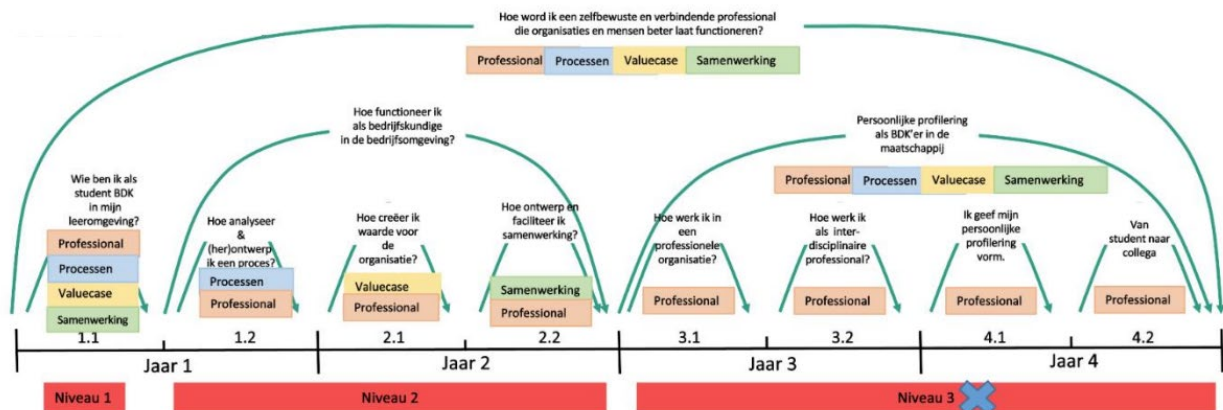 Hoe word ik een zelfbewuste en verbindende professional
die organisaties en mensen beter laat functioneren?
Professional
Processen
Valuecase
Samenwerking
Hoe functioneer ik
als bedrijfskundige
in de bedrijfsomgeving?
Persoonlijke profilering
als BDK'er in de
maatschappij
Professional
Processen
Valuecase
Samenwerking
Wie ben ik als
student BDK
in mijn
leeromgeving?
Professional
Processen
Valuecase
Samenwerking
Hoe analyseer
&
(her)ontwerp
ik een proces?
Processen
Professional
Hoe creëer ik
waarde voor
de
organisatie?
Valuecase
Professional
Hoe ontwerp en
faciliteer ik
samenwerking?
Samenwerking
Professional
Hoe werk ik in
een
professionele
organisatie?
Professional
Hoe werk ik
als inter-
disciplinaire
professional?
Professional
Ik geef mijn
persoonlijke
profilering
vorm.
Professional
Van
student naar
collega
Professional
1.1
1.2
2.1
2.2
3.1
3.2
4.1
4.2
Jaar 1
Jaar 2
Jaar 3
Jaar 4
Niveau 1
Niveau 2
Niveau 3